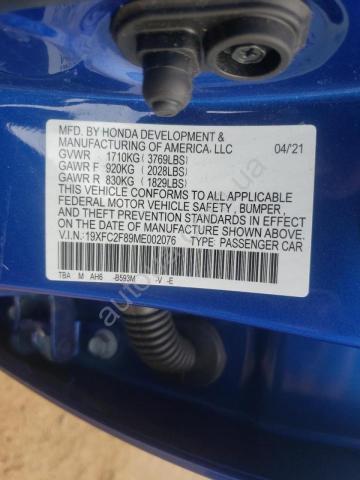 MFD. BY HONDA DEVELOPMENT &
MANUFACTURING OF AMERICA, LLC 04/'21
GVWR 1710KG (3769LBS)
GAWR F 920KG (2028LBS)
GAWR R 830KG (1829LBS)
THIS VEHICLE CONFORMS TO ALL APPLICABLE
FEDERAL MOTOR VEHICLE SAFETY , BUMPER ,
AND THEFT PREVENTION STANDARDS IN EFFECT
ON THE DATE OF MANUFACTURE SHOWN ABOVE.
V.I.N.:19XFC2F89ME002076 TYPE: PASSENGER CAR
TBA M AH6 -B593M -V -E